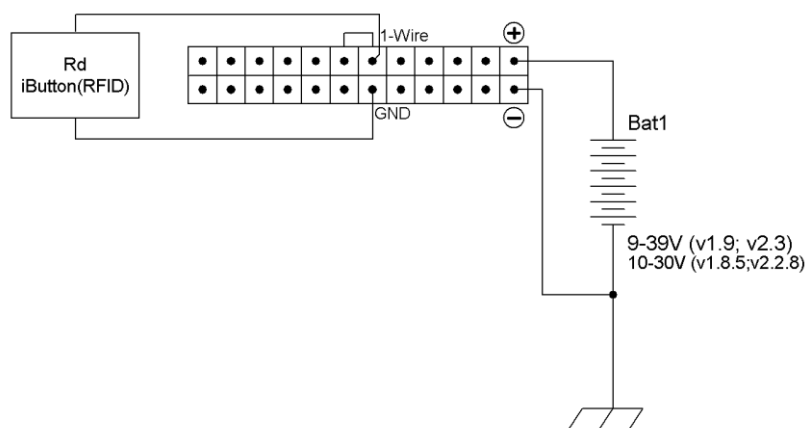 1-Wire
+
Rd
iButton(RFID)
GND
−
Bat1
9-39V (v1.9; v2.3)
10-30V (v1.8.5;v2.2.8)